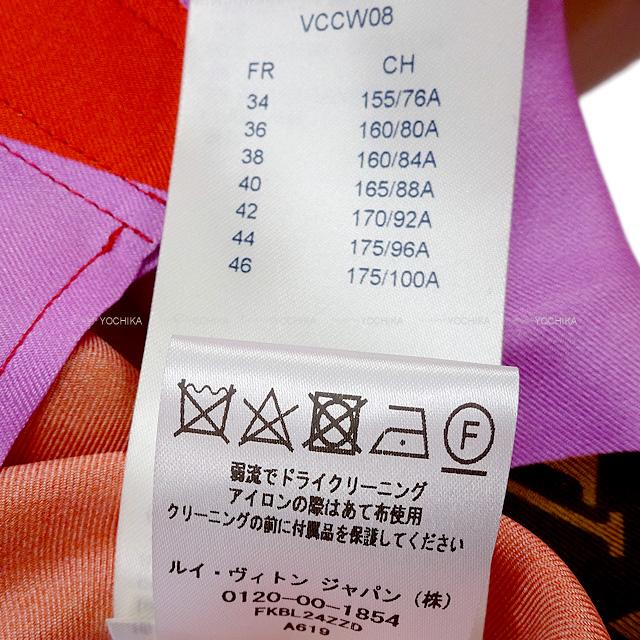 VCCW08
FR CH
34 155/76A
36 160/80A
38 160/84A
40 165/88A
42 170/92A
44 175/96A
46 175/100A
YOCHIKA YOCHIKA YOCHIKA YOCHIKA
F
弱流でドライクリーニング
アイロンの際はあて布使用
クリーニングの前に付属品を保護してください
ルイ・ヴィトン ジャパン (株)
0120-00-1854
FKBL24ZZD
A619